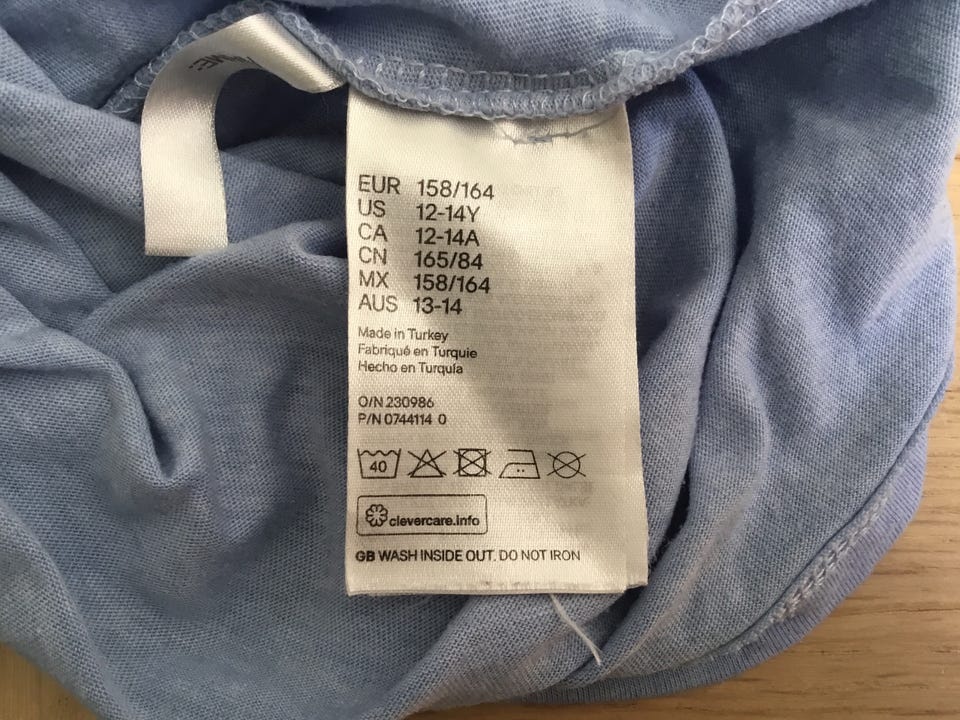 NAME:
EUR 158/164
US 12-14Y
CA 12-14A
CN 165/84
MX 158/164
AUS 13-14
Made in Turkey
Fabriqué en Turquie
Hecho en Turquía
O/N 230986
P/N 0744114 0
40
clevercare.info
GB WASH INSIDE OUT. DO NOT IRON